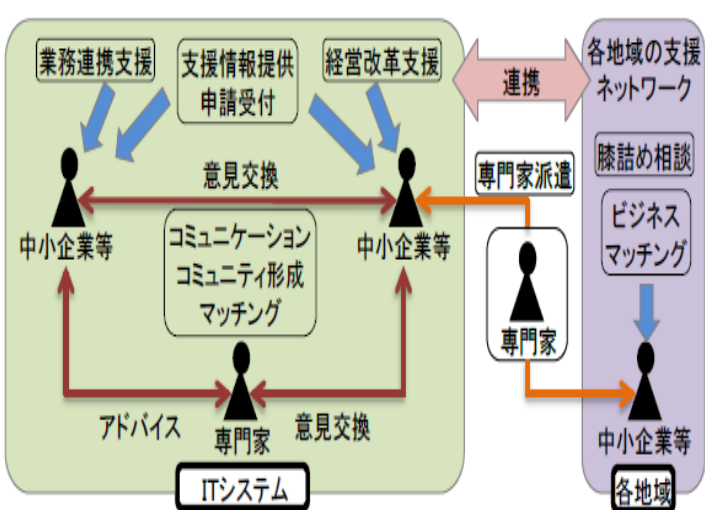 業務連携支援
支援情報提供
申請受付
経営改革支援
連携
各地域の支援
ネットワーク
膝詰め相談
専門家派遣
意見交換
ビジネス
マッチング
中小企業等
コミュニケーション
コミュニティ形成
マッチング
中小企業等
専門家
アドバイス
専門家
意見交換
中小企業等
ITシステム
各地域